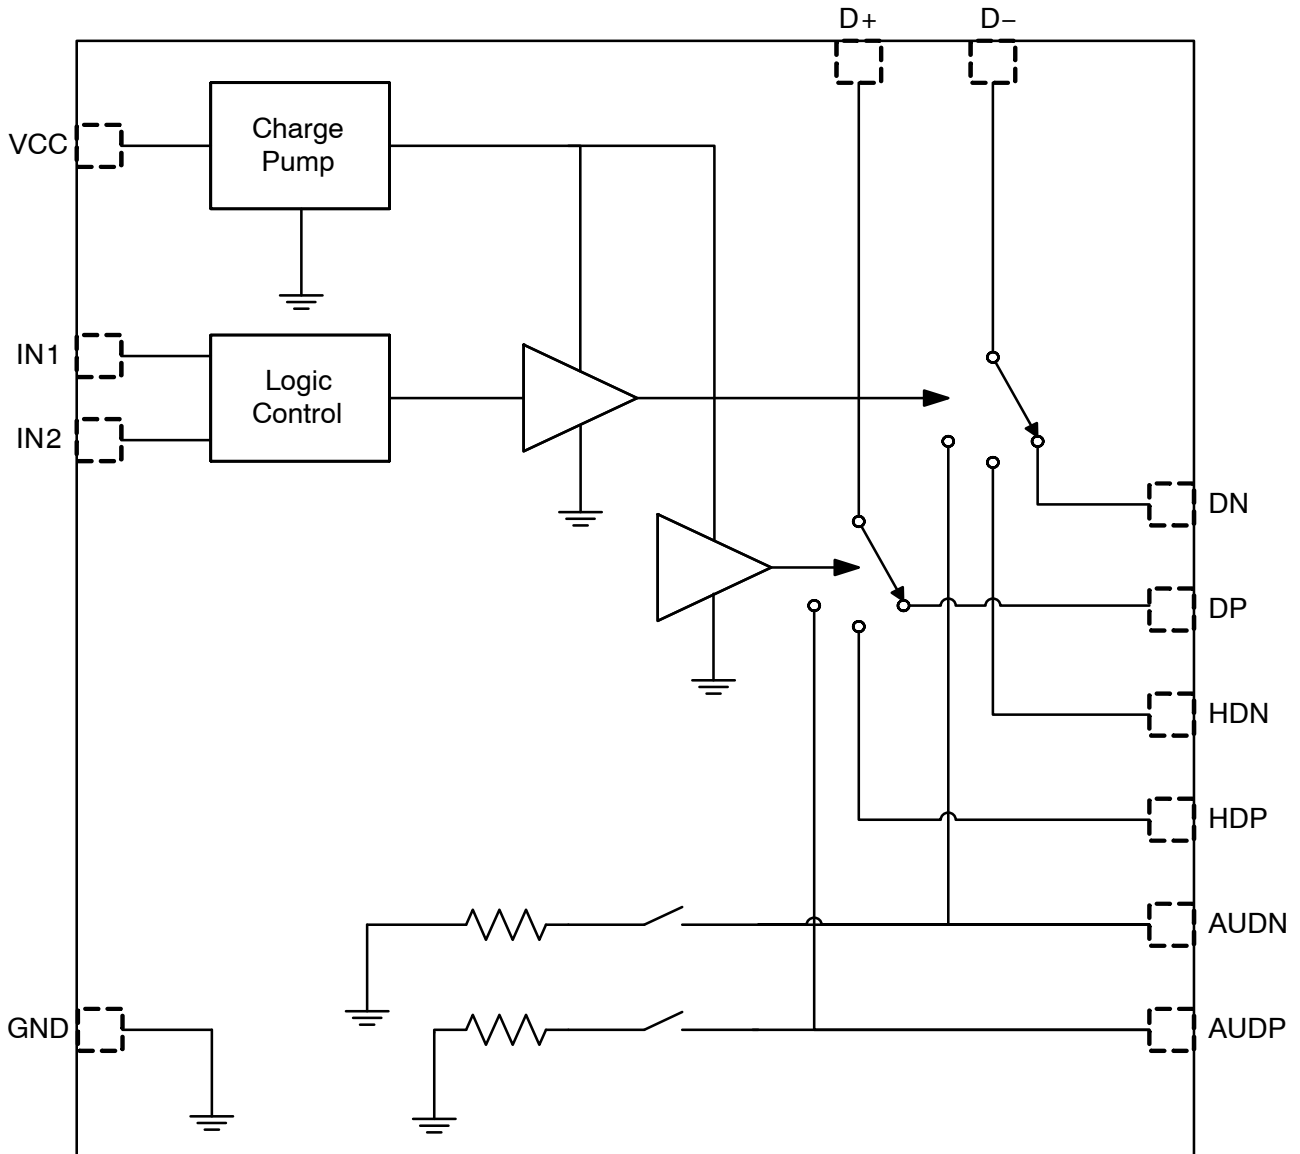 D+
D−
VCC
Charge
Pump
IN1
Logic
Control
IN2
DN
DP
HDN
HDP
AUDN
GND
AUDP